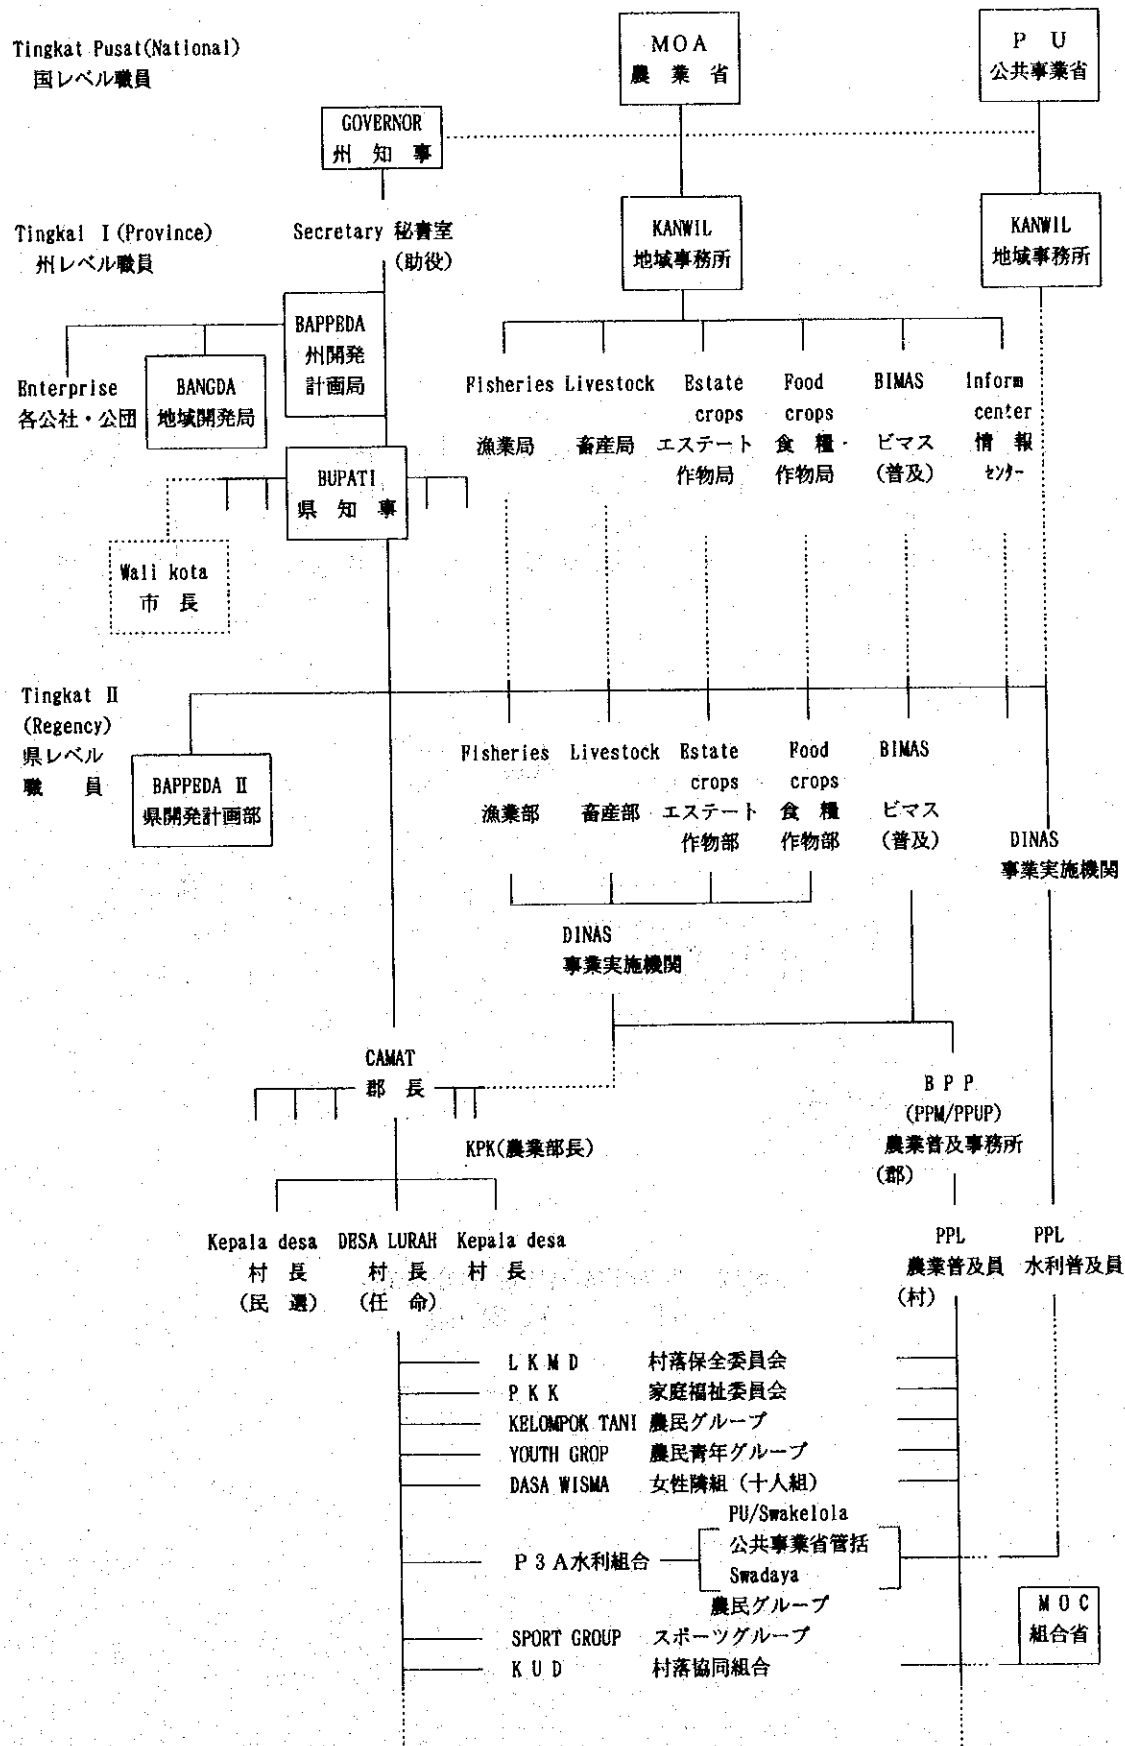 Tingkat Pusat(National)
国レベル職員
MOA
農 業 省
P U
公共事業省
GOVERNOR
州 知 事
Tingkal I (Province)
州レベル職員
Secretary 秘書室
(助役)
KANWIL
地域事務所
KANWIL
地域事務所
BAPPEDA
州開発
計画局
Enterprise
各公社・公団
BANGDA
地域開発局
Fisheries
漁業局
Livestock
畜産局
Estate
crops
エステート
作物局
Food
crops
食 糧
作物局
BIMAS
ビマス
(普及)
Inform
center
情 報
センター
BUPATI
県 知 事
Wali kota
市 長
Tingkat Ⅱ
(Regency)
県レベル
職 員
BAPPEDA Ⅱ
県開発計画部
Fisheries
漁業部
Livestock
畜産部
Estate
crops
エステート
作物部
Food
crops
食 糧
作物部
BIMAS
ビマス
(普及)
DINAS
事業実施機関
DINAS
事業実施機関
CAMAT
郡 長
KPK(農業部長)
B P P
(PPM/PPUP)
農業普及事務所
(郡)
Kepala desa
村 長
(民 選)
DESA LURAH
村 長
(任 命)
Kepala desa
村 長
PPL
農業普及員
(村)
PPL
水利普及員
L K M D 村落保全委員会
P K K 家庭福祉委員会
KELOMPOK TANI 農民グループ
YOUTH GROP 農民青年グループ
DASA WISMA 女性隣組（十人組）
P 3 A水利組合
PU/Swakelola
公共事業省管括
Swadaya
農民グループ
M O C
組合省
SPORT GROUP スポーツグループ
K U D 村落協同組合